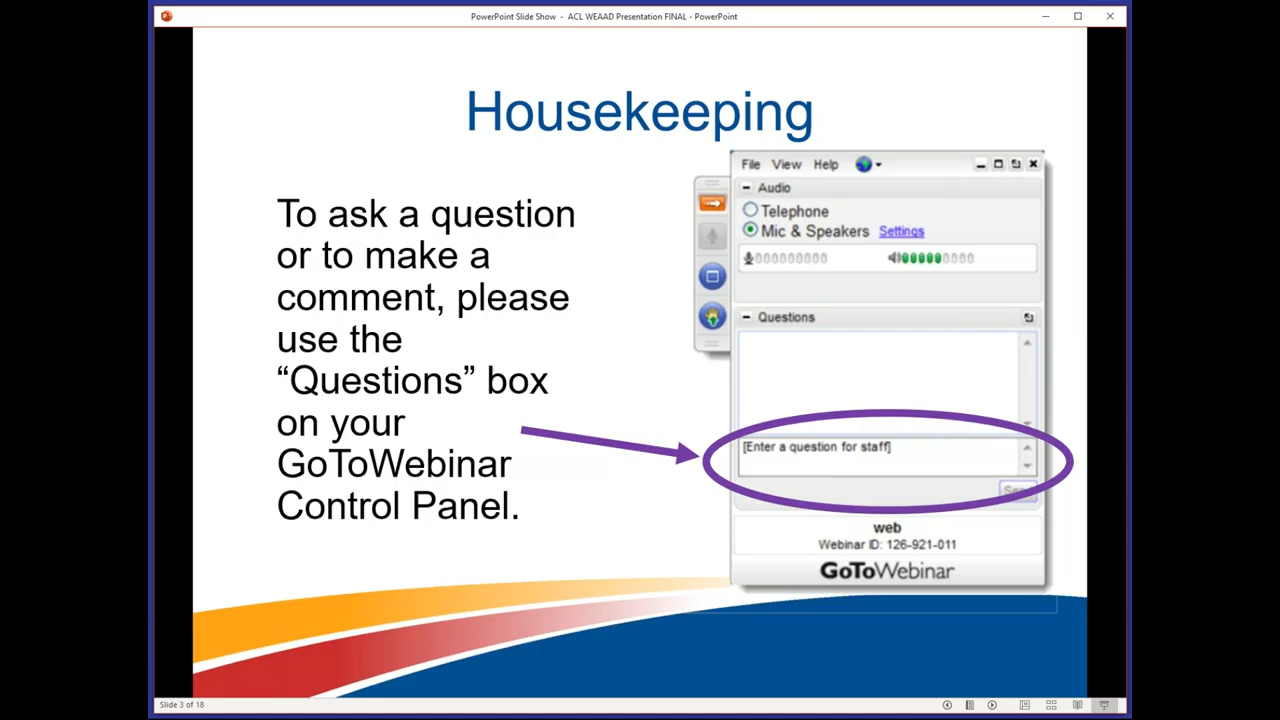 PowerPoint Slide Show - ACL WEAAD Presentation FINAL - PowerPoint
Housekeeping
To ask a question
or to make a
comment, please
use the
“Questions” box
on your
GoToWebinar
Control Panel.
File View Help
Audio
Telephone
Mic & Speakers Settings
Questions
[Enter a question for staff]
web
Webinar ID: 126-921-011
GoToWebinar
Slide 3 of 18